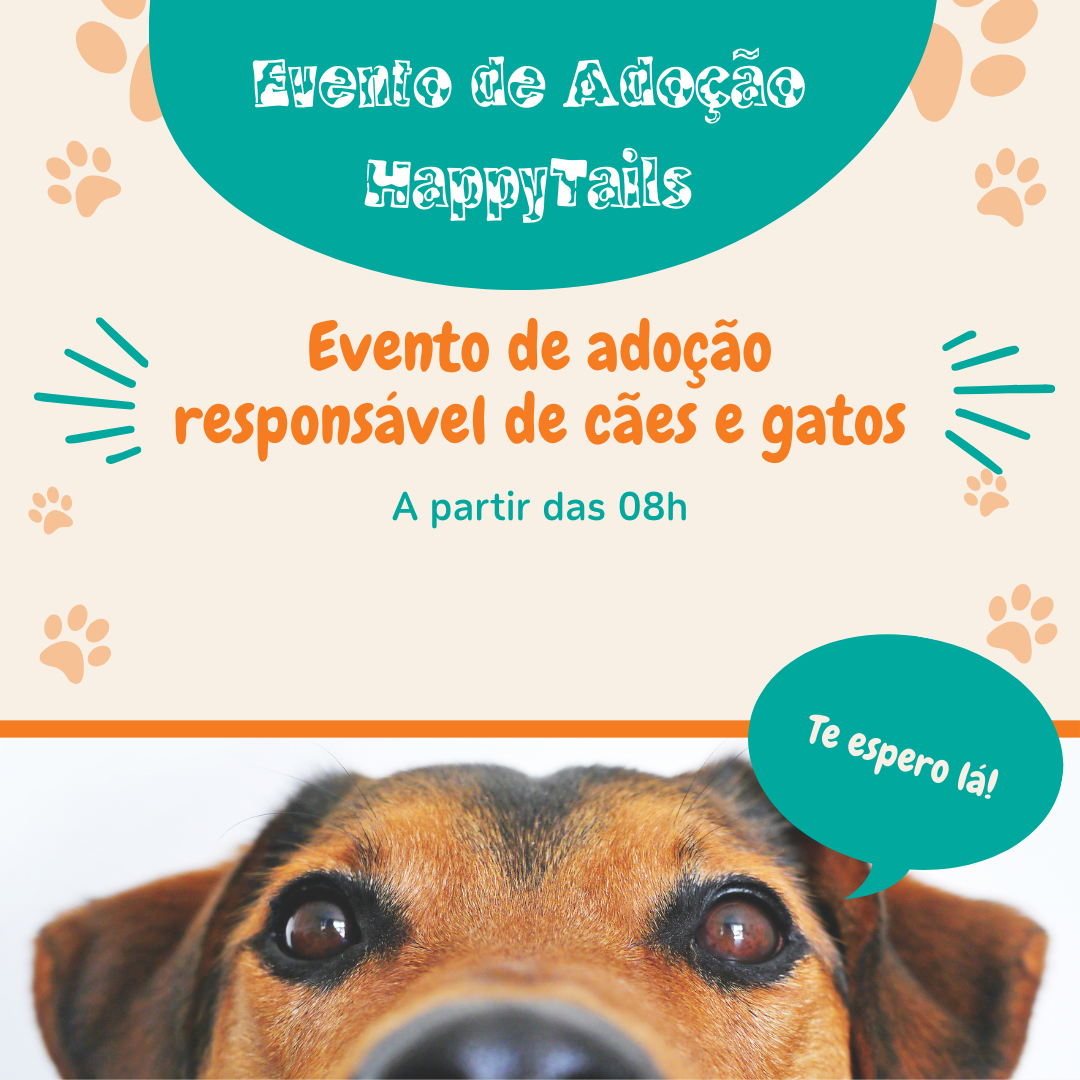 Evento de Adoção
HappyTails
Evento de adoção
responsável de cães e gatos
A partir das 08h
Te espero lá!